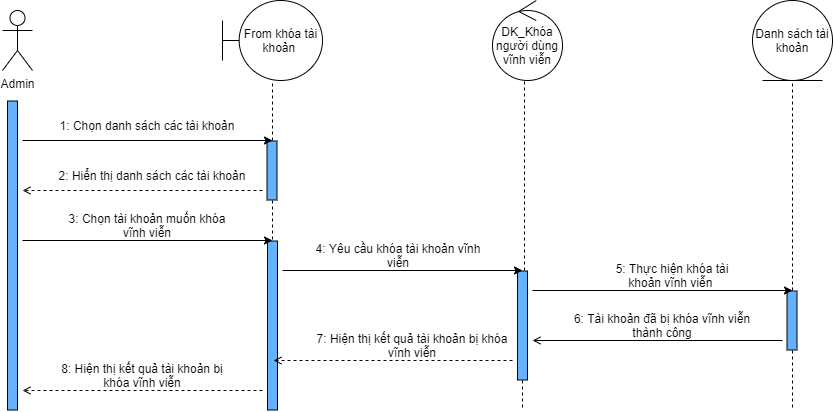 From khóa tài
khoản
DK_Khóa
người dùng
vĩnh viễn
Danh sách tài
khoản
Admin
1: Chọn danh sách các tài khoản
2: Hiển thị danh sách các tài khoản
3: Chọn tài khoản muốn khóa
vĩnh viễn
4: Yêu cầu khóa tài khoản vĩnh
viễn
5: Thực hiện khóa tài
khoản vĩnh viễn
6: Tài khoản đã bị khóa vĩnh viễn
thành công
7: Hiện thị kết quả tài khoản bị khóa
vĩnh viễn
8: Hiện thị kết quả tài khoản bị
khóa vĩnh viễn